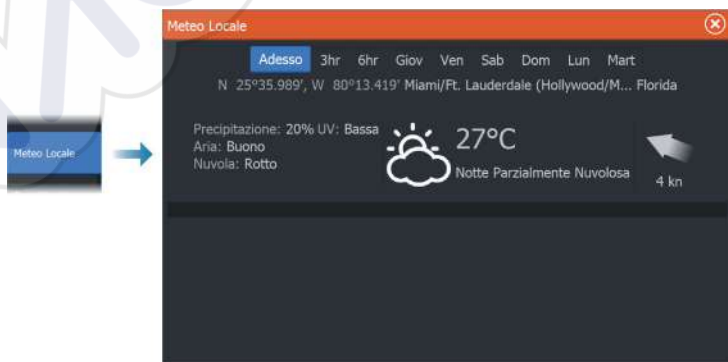 Meteo Locale
Meteo Locale
Adesso 3hr 6hr Giov Ven Sab Dom Lun Mart
N 25°35.989', W 80°13.419' Miami/Ft. Lauderdale (Hollywood/M... Florida
Precipitazione: 20% UV: Bassa
Aria: Buono
Nuvola: Rotto
27°C
Notte Parzialmente Nuvolosa
4 kn